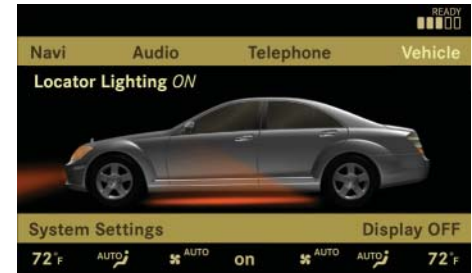 READY
Navi Audio Telephone Vehicle
Locator Lighting ON
System Settings Display OFF
72°F AUTO AUTO on AUTO AUTO 72°F